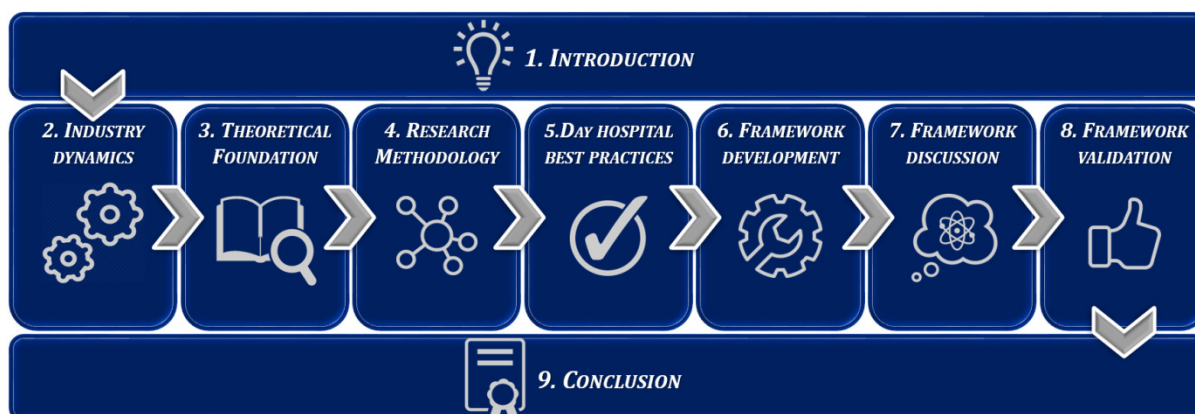 1. INTRODUCTION
2. INDUSTRY
DYNAMICS
3. THEORETICAL
FOUNDATION
4. RESEARCH
METHODOLOGY
5.DAY HOSPITAL
BEST PRACTICES
6. FRAMEWORK
DEVELOPMENT
7. FRAMEWORK
DISCUSSION
8. FRAMEWORK
VALIDATION
9. CONCLUSION